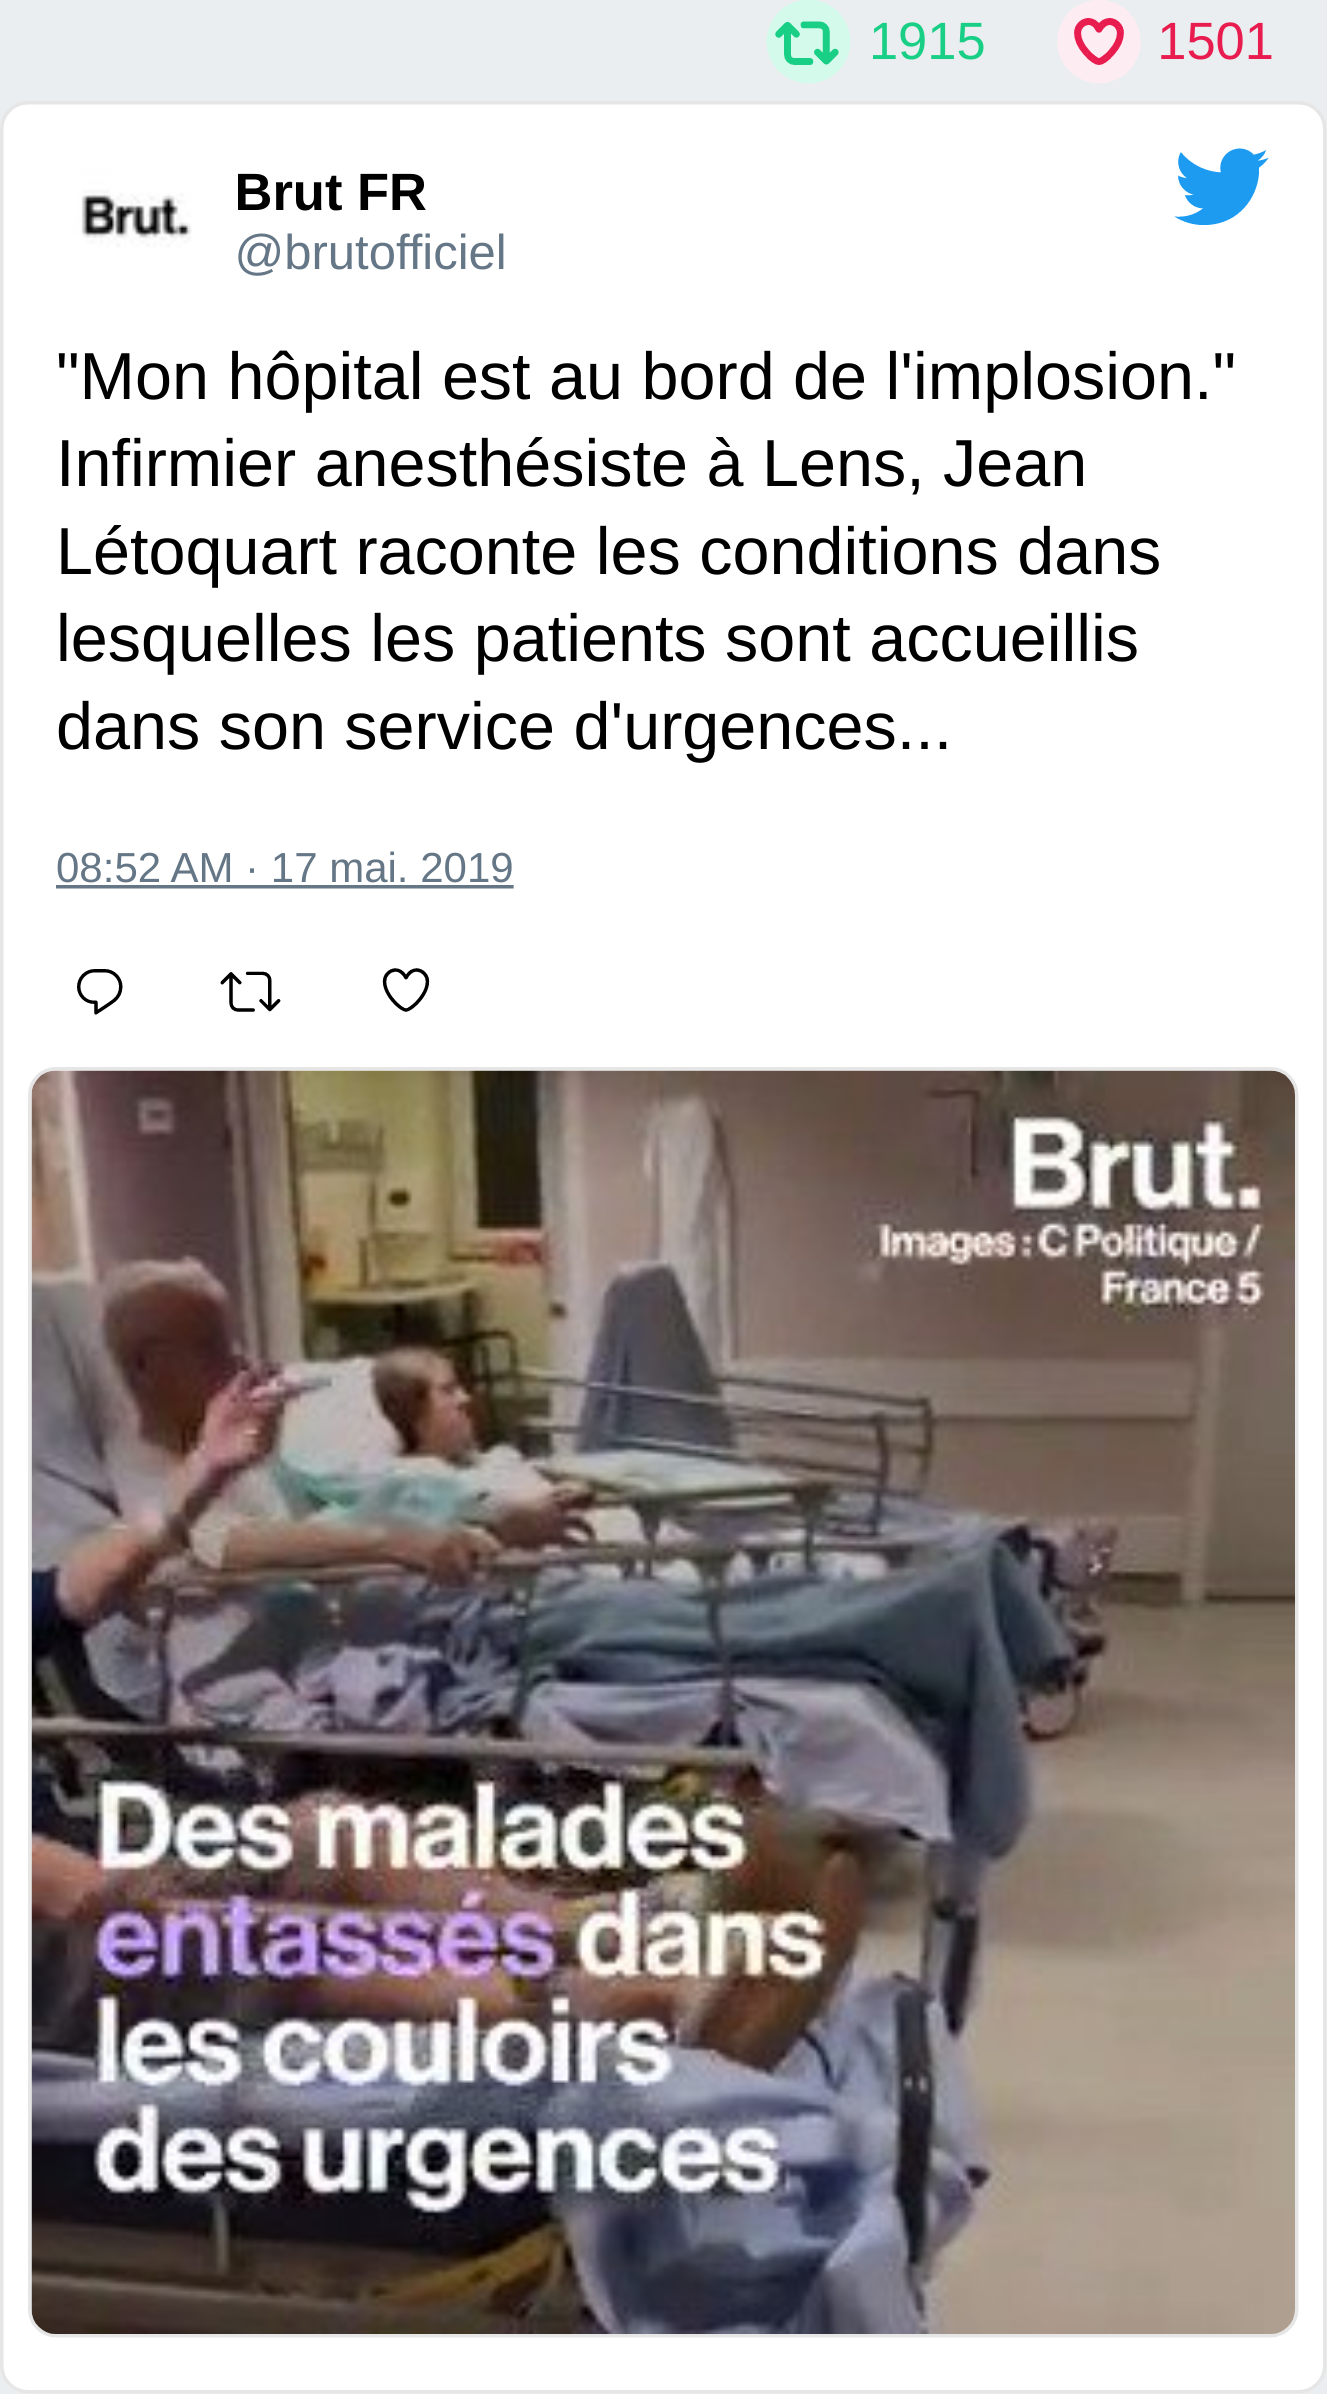 1915 1501
Brut.
Brut FR
@brutofficiel
"Mon hôpital est au bord de l'implosion."
Infirmier anesthésiste à Lens, Jean
Létoquart raconte les conditions dans
lesquelles les patients sont accueillis
dans son service d'urgences...
08:52 AM · 17 mai. 2019
Brut.
Images : C Politique /
France 5
Des malades
entassés dans
les couloirs
des urgences